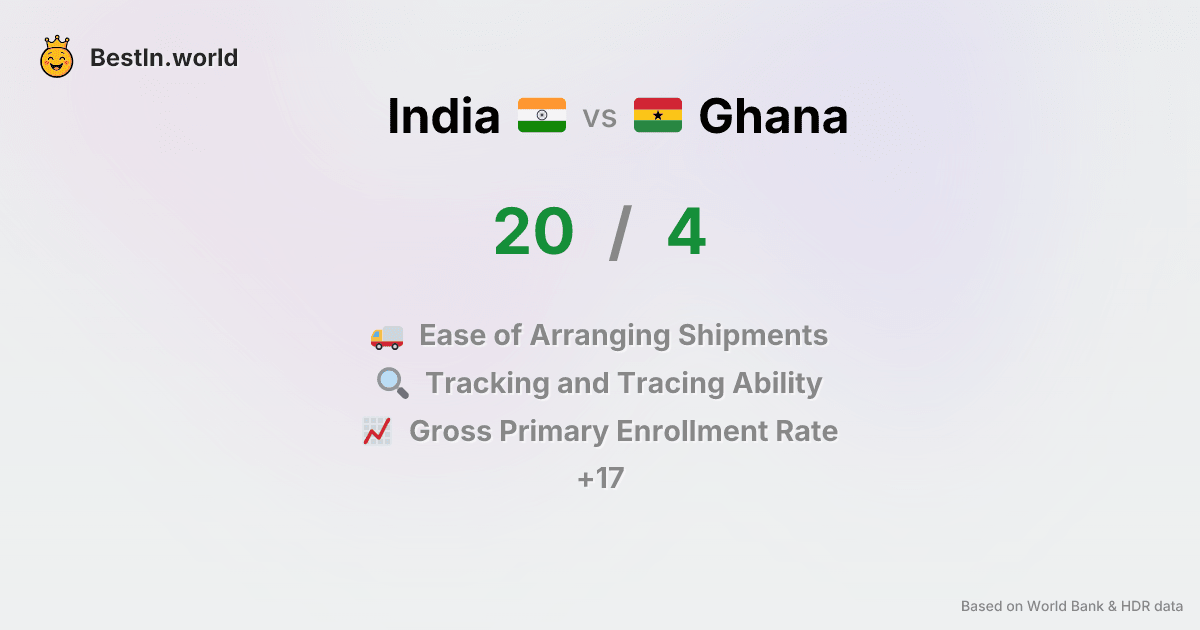 BestIn.world
India vs Ghana
20 / 4
Ease of Arranging Shipments
Tracking and Tracing Ability
Gross Primary Enrollment Rate
+17
Based on World Bank & HDR data